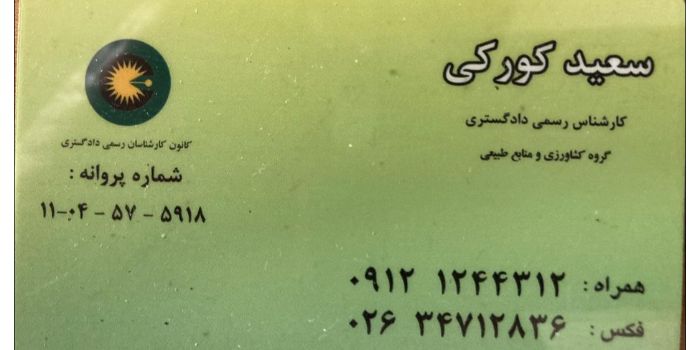 سعید کورکی
کارشناس رسمی دادگستری
گروه کشاورزی و منابع طبیعی
کانون کارشناسان رسمی دادگستری
شماره پروانه :
۱۱-۰۴ - ۵۷ - ۵۹۱۸
همراه: ۰۹۱۲ ۱۲۴۴۳۱۲
فکس: ۰۲۶ ۳۴۷۱۲۸۳۶